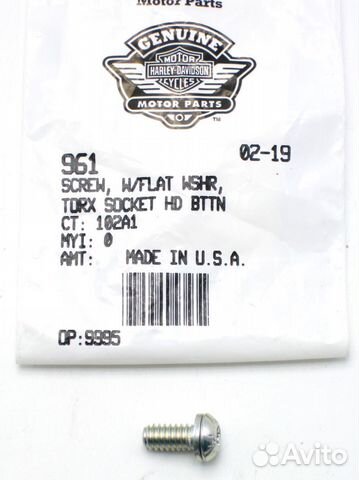 Motor Parts
GENUINE
MOTOR
HARLEY-DAVIDSON
CYCLES
MOTOR PARTS
TM
961 02-19
SCREW, W/FLAT WSHR,
TORX SOCKET HD BTTN
CT: 102A1
MYI: 0
AMT: MADE IN U.S.A.
OP:9995
Avito